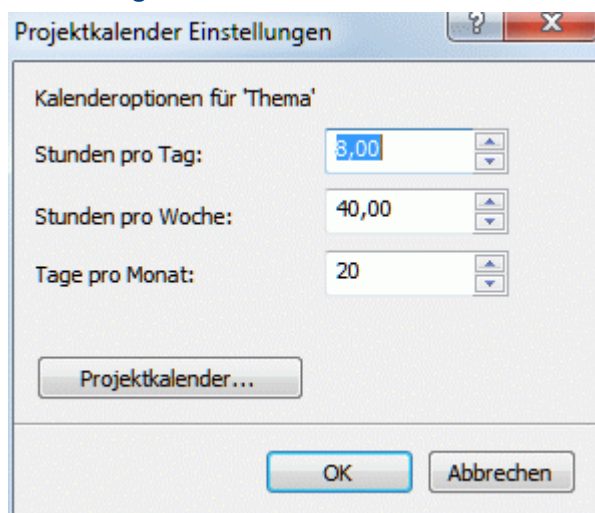 Projektkalender Einstellungen
Kalenderoptionen für 'Thema'
Stunden pro Tag: 8,00
Stunden pro Woche: 40,00
Tage pro Monat: 20
Projektkalender...
OK Abbrechen